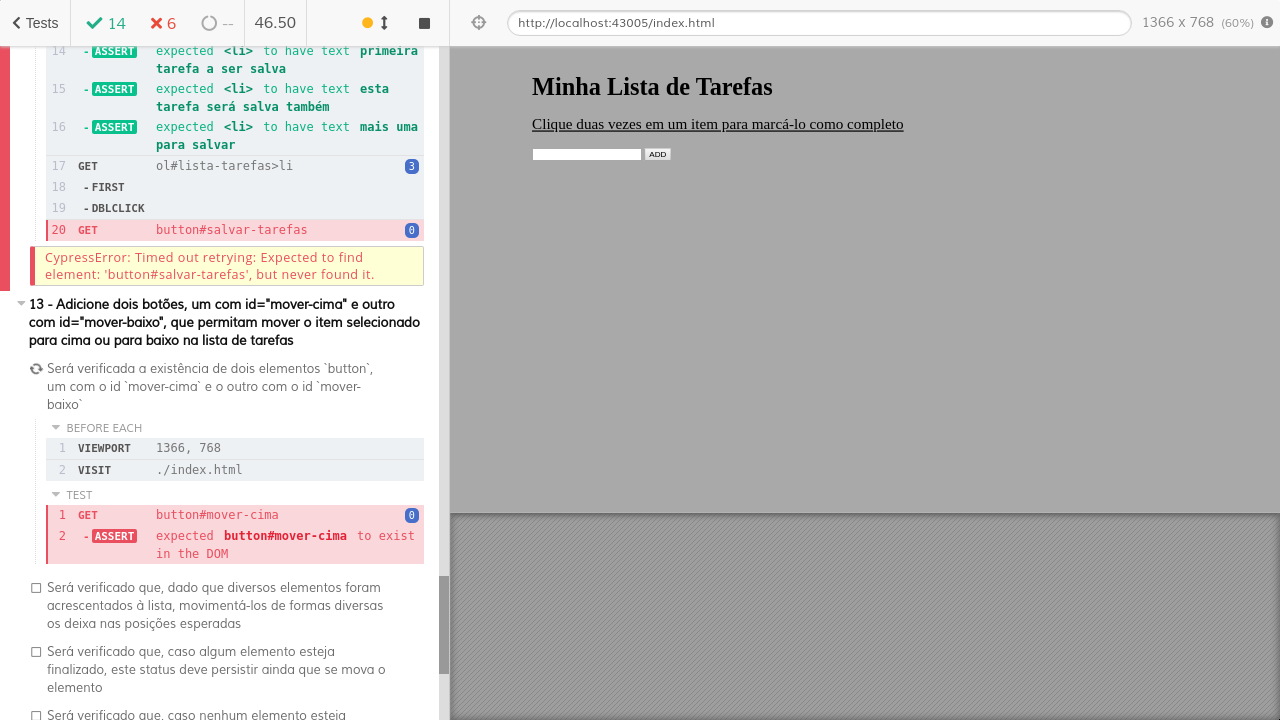 Tests
14
6
--
46.50
http://localhost:43005/index.html
1366 x 768 (60%)
14 - ASSERT expected <li> to have text primeira
tarefa a ser salva
15 - ASSERT expected <li> to have text esta
tarefa será salva também
16 - ASSERT expected <li> to have text mais uma
para salvar
17 GET ol#lista-tarefas>li 3
18 - FIRST
19 - DBLCLICK
20 GET button#salvar-tarefas 0
CypressError: Timed out retrying: Expected to find
element: 'button#salvar-tarefas', but never found it.
13 - Adicione dois botões, um com id="mover-cima" e outro
com id="mover-baixo", que permitam mover o item selecionado
para cima ou para baixo na lista de tarefas
Será verificada a existência de dois elementos `button`,
um com o id `mover-cima` e o outro com o id `mover-
baixo`
BEFORE EACH
1 VIEWPORT 1366, 768
2 VISIT ./index.html
TEST
1 GET button#mover-cima 0
2 - ASSERT expected button#mover-cima to exist
in the DOM
Será verificado que, dado que diversos elementos foram
acrescentados à lista, movimentá-los de formas diversas
os deixa nas posições esperadas
Será verificado que, caso algum elemento esteja
finalizado, este status deve persistir ainda que se mova o
elemento
Será verificado que, caso nenhum elemento esteja
Minha Lista de Tarefas
Clique duas vezes em um item para marcá-lo como completo
ADD